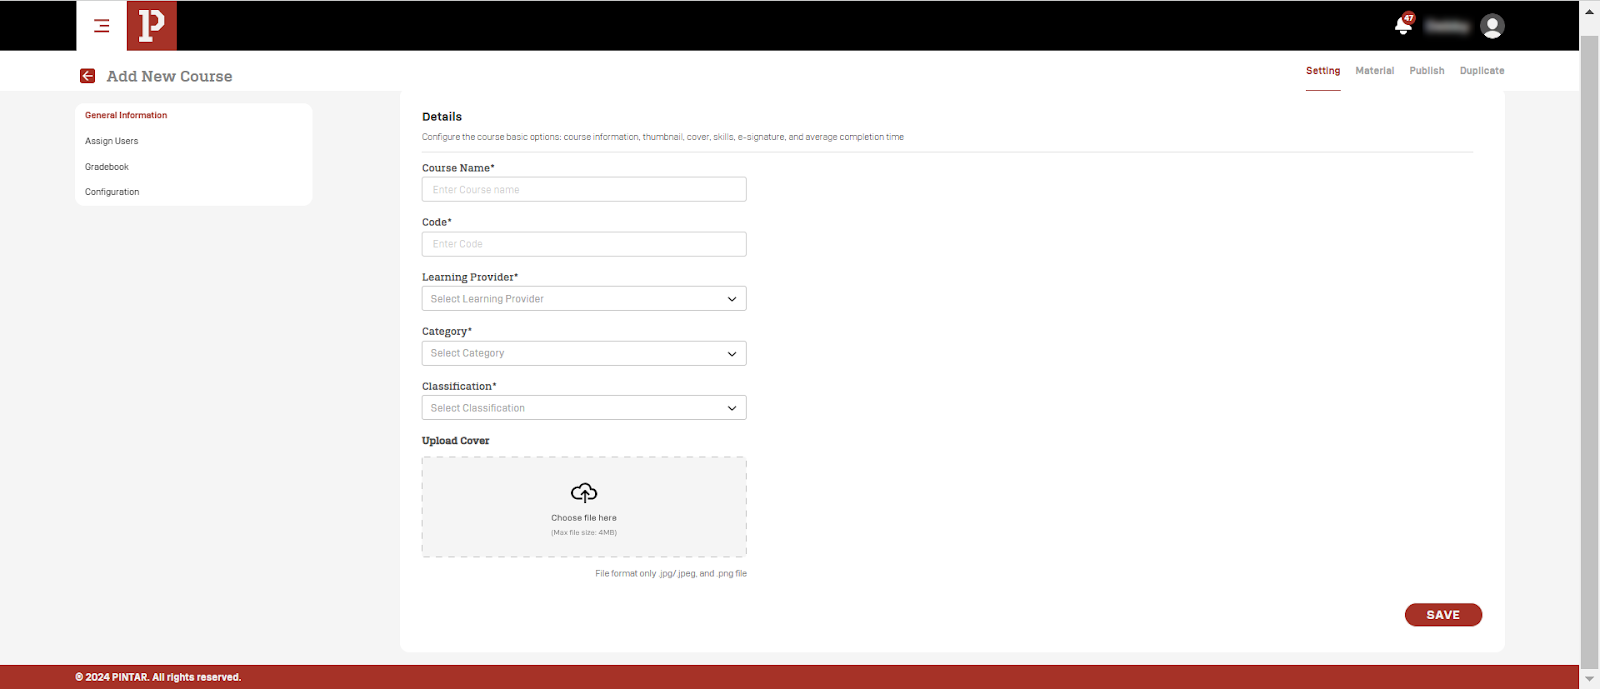 P
47
Add New Course
Setting Material Publish Duplicate
General Information
Assign Users
Gradebook
Configuration
Details
Configure the course basic options: course information, thumbnail, cover, skills, e-signature, and average completion time
Course Name*
Enter Course name
Code*
Enter Code
Learning Provider*
Select Learning Provider
Category*
Select Category
Classification*
Select Classification
Upload Cover
Choose file here
(Max file size: 4MB)
File format only .jpg/.jpeg, and .png file
SAVE
© 2024 PINTAR. All rights reserved.